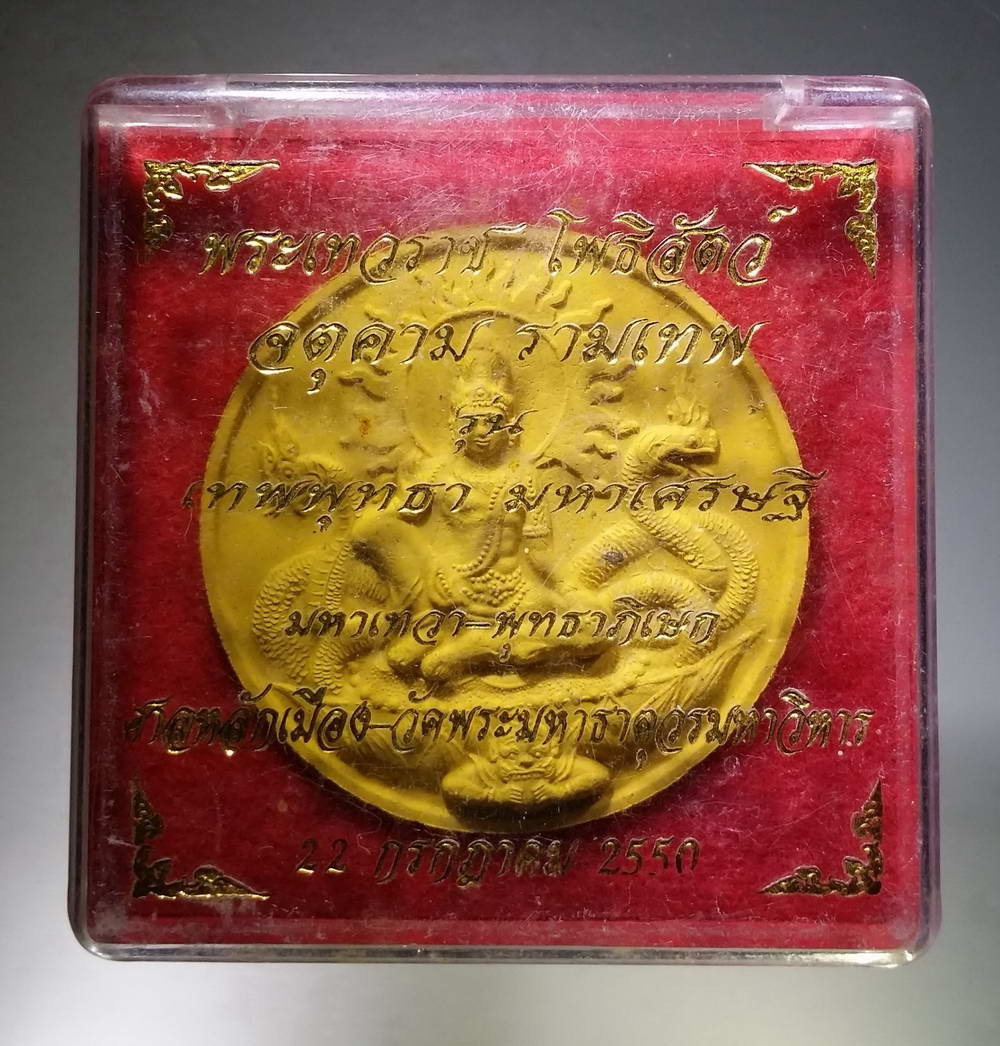 พระเทวราช โพธิสัตว์
จตุคาม รามเทพ
รุ่น
เทพพุทธา มหาเศรษฐี
มหาเทวา-พุทธาภิเษก
ศาลหลักเมือง-วัดพระมหาธาตุวรมหาวิหาร
22 กรกฎาคม 2550